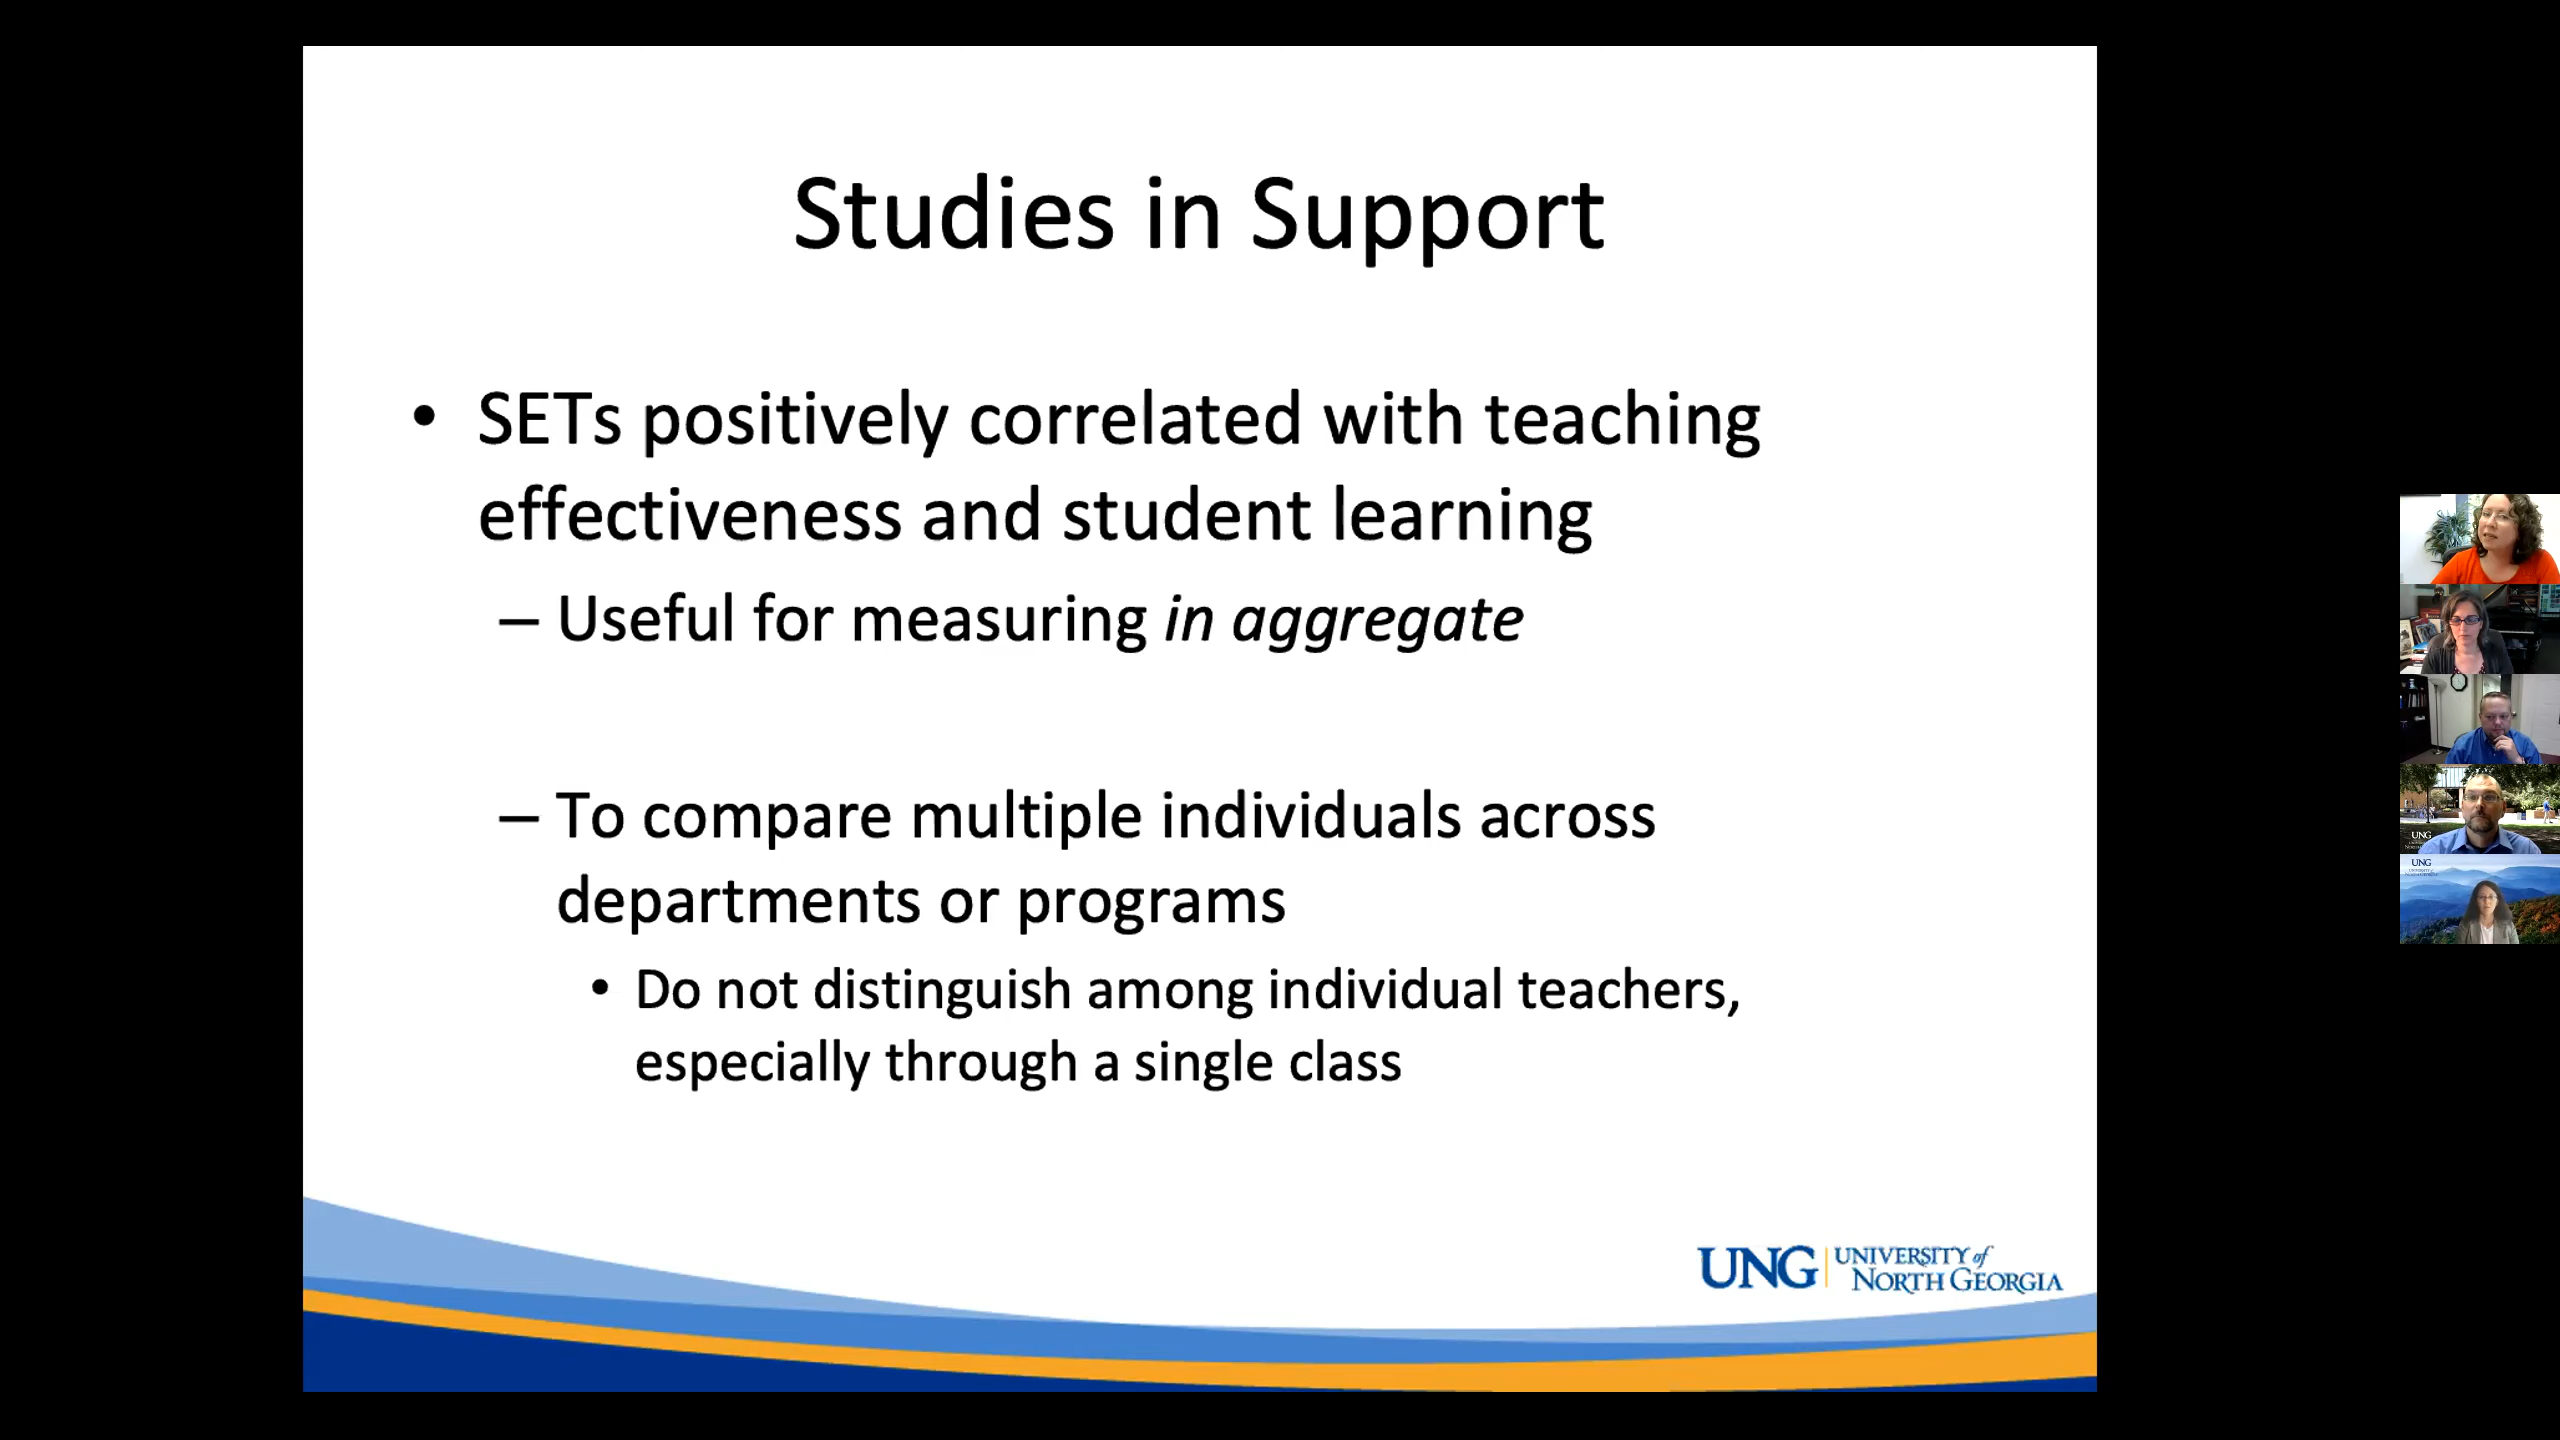 Studies in Support
• SETs positively correlated with teaching
effectiveness and student learning
– Useful for measuring in aggregate
– To compare multiple individuals across
departments or programs
• Do not distinguish among individual teachers,
especially through a single class
UNG UNIVERSITY of
NORTH GEORGIA
UNG
UNG